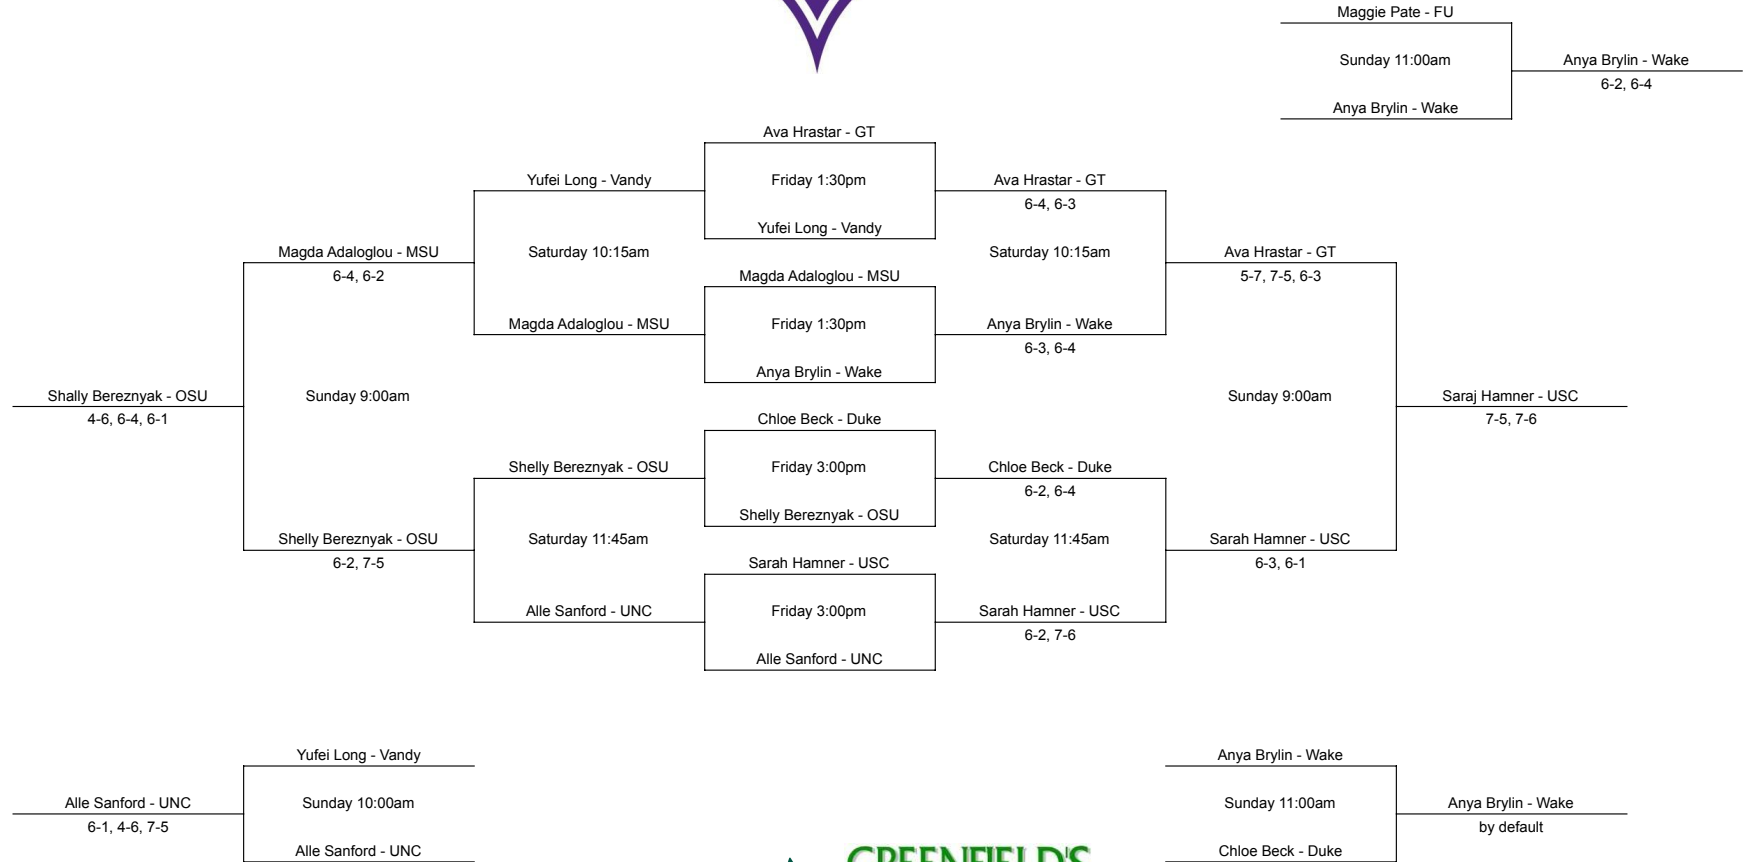 Maggie Pate - FU
Sunday 11:00am
Anya Brylin - Wake
6-2, 6-4
Anya Brylin - Wake
Ava Hrastar - GT
Yufei Long - Vandy
Friday 1:30pm
Ava Hrastar - GT
6-4, 6-3
Yufei Long - Vandy
Magda Adaloglou - MSU
6-4, 6-2
Saturday 10:15am
Saturday 10:15am
Ava Hrastar - GT
5-7, 7-5, 6-3
Magda Adaloglou - MSU
Magda Adaloglou - MSU
Friday 1:30pm
Anya Brylin - Wake
6-3, 6-4
Anya Brylin - Wake
Shally Bereznyak - OSU
4-6, 6-4, 6-1
Sunday 9:00am
Sunday 9:00am
Saraj Hamner - USC
7-5, 7-6
Chloe Beck - Duke
Shelly Bereznyak - OSU
Friday 3:00pm
Chloe Beck - Duke
6-2, 6-4
Shelly Bereznyak - OSU
Shelly Bereznyak - OSU
6-2, 7-5
Saturday 11:45am
Saturday 11:45am
Sarah Hamner - USC
6-3, 6-1
Sarah Hamner - USC
Alle Sanford - UNC
Friday 3:00pm
Sarah Hamner - USC
6-2, 7-6
Alle Sanford - UNC
Yufei Long - Vandy
Alle Sanford - UNC
6-1, 4-6, 7-5
Sunday 10:00am
Alle Sanford - UNC
Anya Brylin - Wake
Sunday 11:00am
Anya Brylin - Wake
by default
Chloe Beck - Duke
GREENFIELD'S